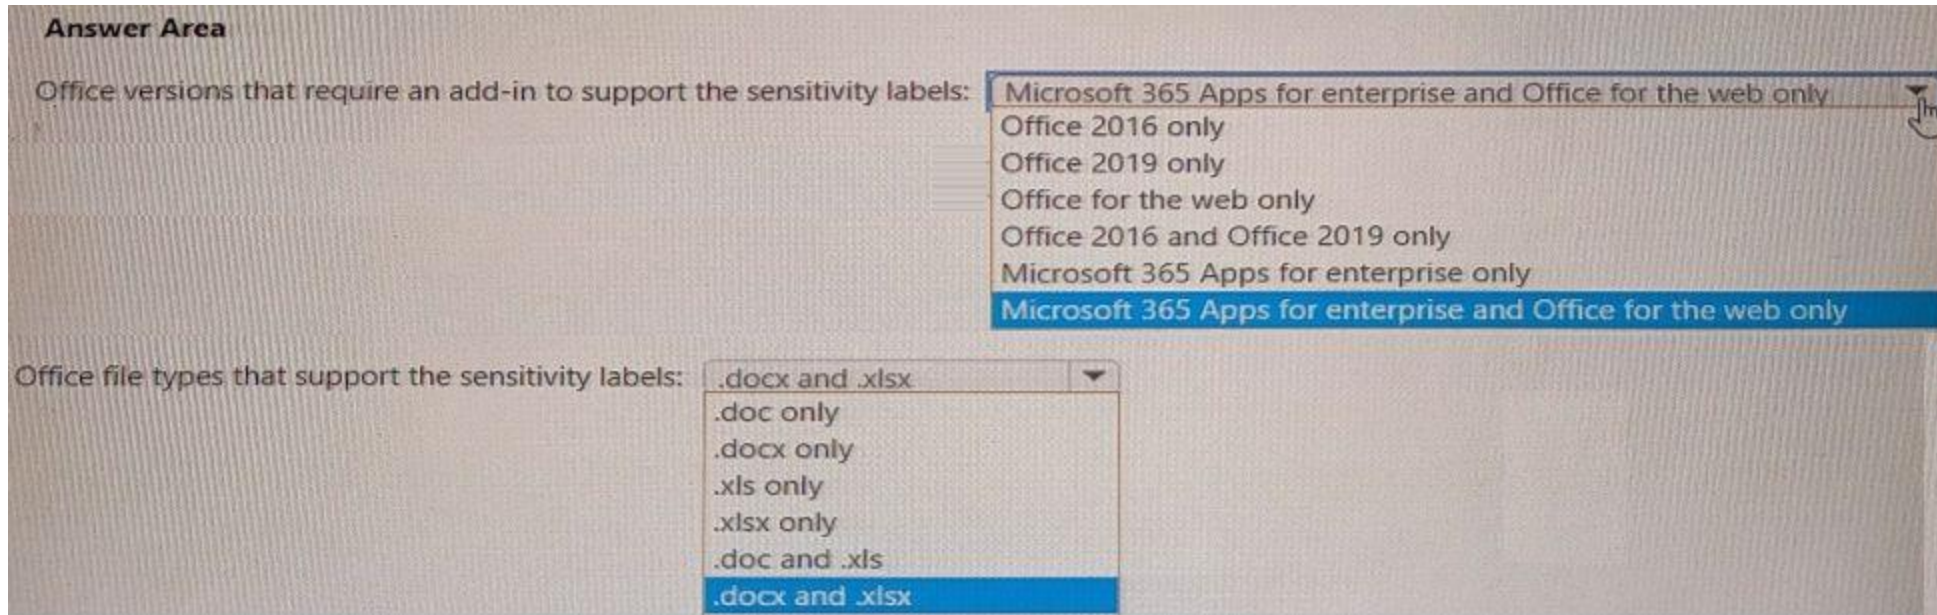 Answer Area
Office versions that require an add-in to support the sensitivity labels: Microsoft 365 Apps for enterprise and Office for the web only
Office 2016 only
Office 2019 only
Office for the web only
Office 2016 and Office 2019 only
Microsoft 365 Apps for enterprise only
Microsoft 365 Apps for enterprise and Office for the web only
Office file types that support the sensitivity labels: .docx and .xlsx
.doc only
.docx only
.xls only
.xlsx only
.doc and .xls
.docx and .xlsx